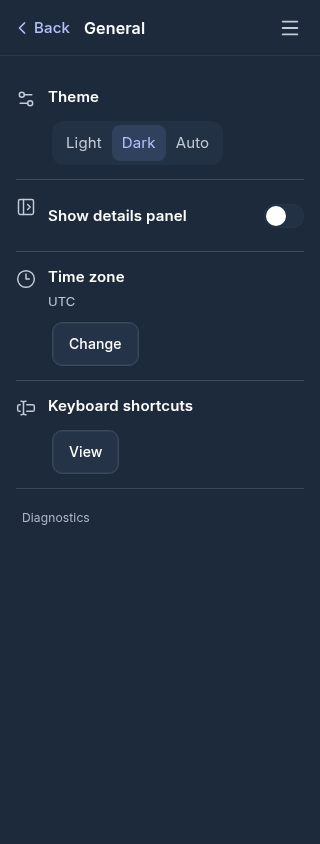 Back General
Theme
Light Dark Auto
Show details panel
Time zone
UTC
Change
Keyboard shortcuts
View
Diagnostics